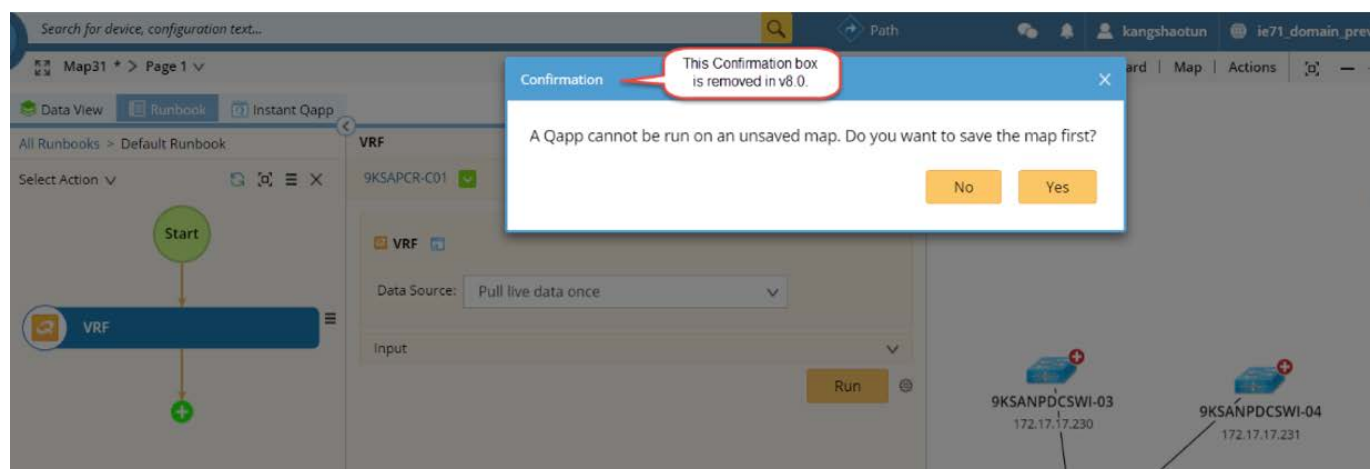 Search for device, configuration text...
Path
kangshaotun
ie71_domain_prev
Map31 * > Page 1
This Confirmation box
is removed in v8.0.
Confirmation
ard | Map | Actions
Data View
Runbook
Instant Qapp
A Qapp cannot be run on an unsaved map. Do you want to save the map first?
No
Yes
All Runbooks > Default Runbook
VRF
Select Action
9KSAPCR-C01
Start
VRF
Data Source:
Pull live data once
VRF
Input
Run
9KSANPDCSWI-03
172.17.17.230
9KSANPDCSWI-04
172.17.17.231